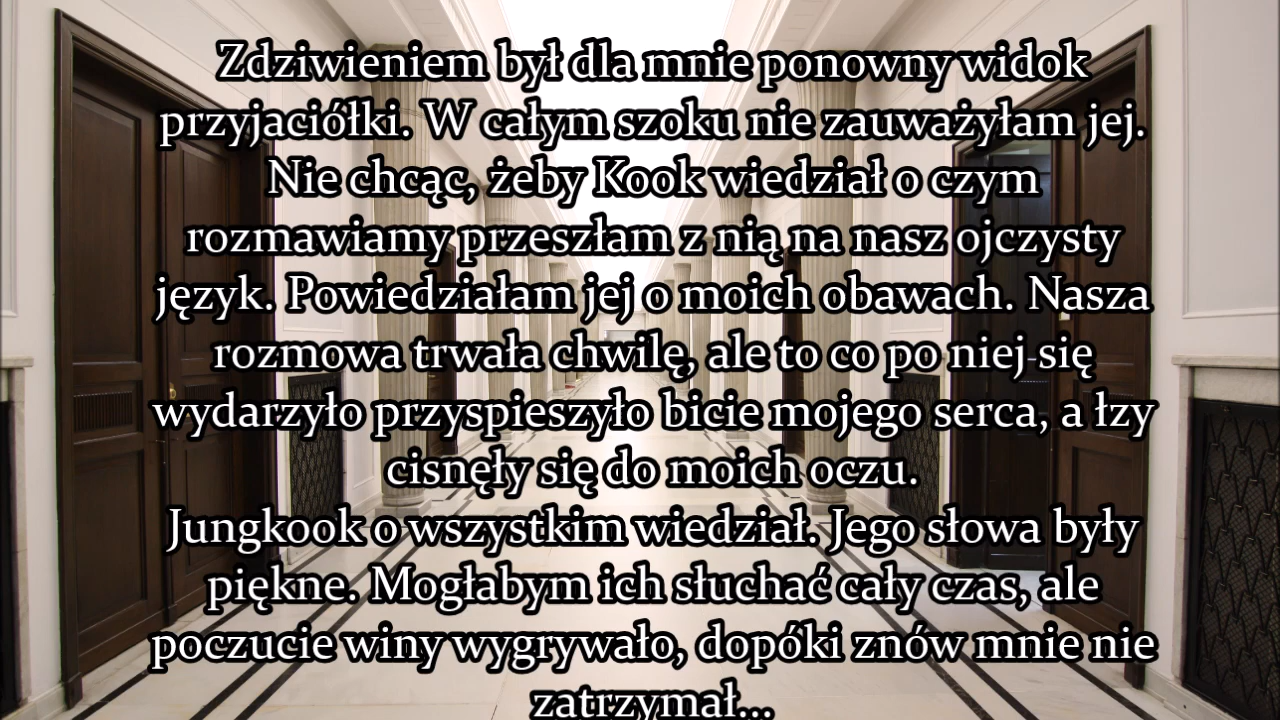 Zdziwieniem był dla mnie ponowny widok
przyjaciółki. W całym szoku nie zauważyłam jej.
Nie chcąc, żeby Kook wiedział o czym
rozmawiamy przeszłam z nią na nasz ojczysty
język. Powiedziałam jej o moich obawach. Nasza
rozmowa trwała chwilę, ale to co po niej się
wydarzyło przyspieszyło bicie mojego serca, a łzy
cisnęły się do moich oczu.
Jungkook o wszystkim wiedział. Jego słowa były
piękne. Mogłabym ich słuchać cały czas, ale
poczucie winy wygrywało, dopóki znów mnie nie
zatrzymał...